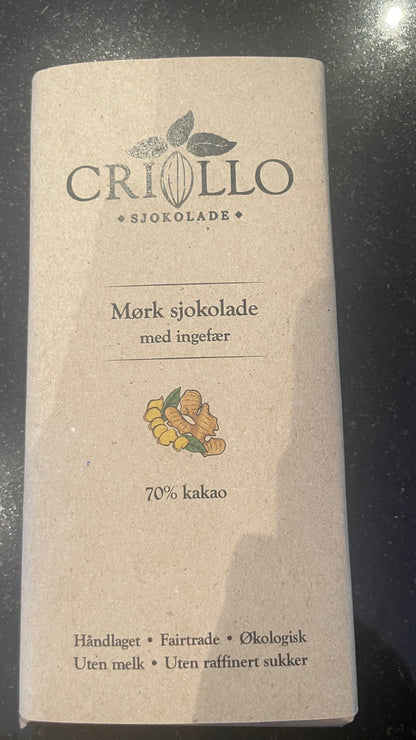 CRIOLLO
◆ SJOKOLADE ◆
Mørk sjokolade
med ingefær
70% kakao
Håndlaget • Fairtrade • Økologisk
Uten melk • Uten raffinert sukker